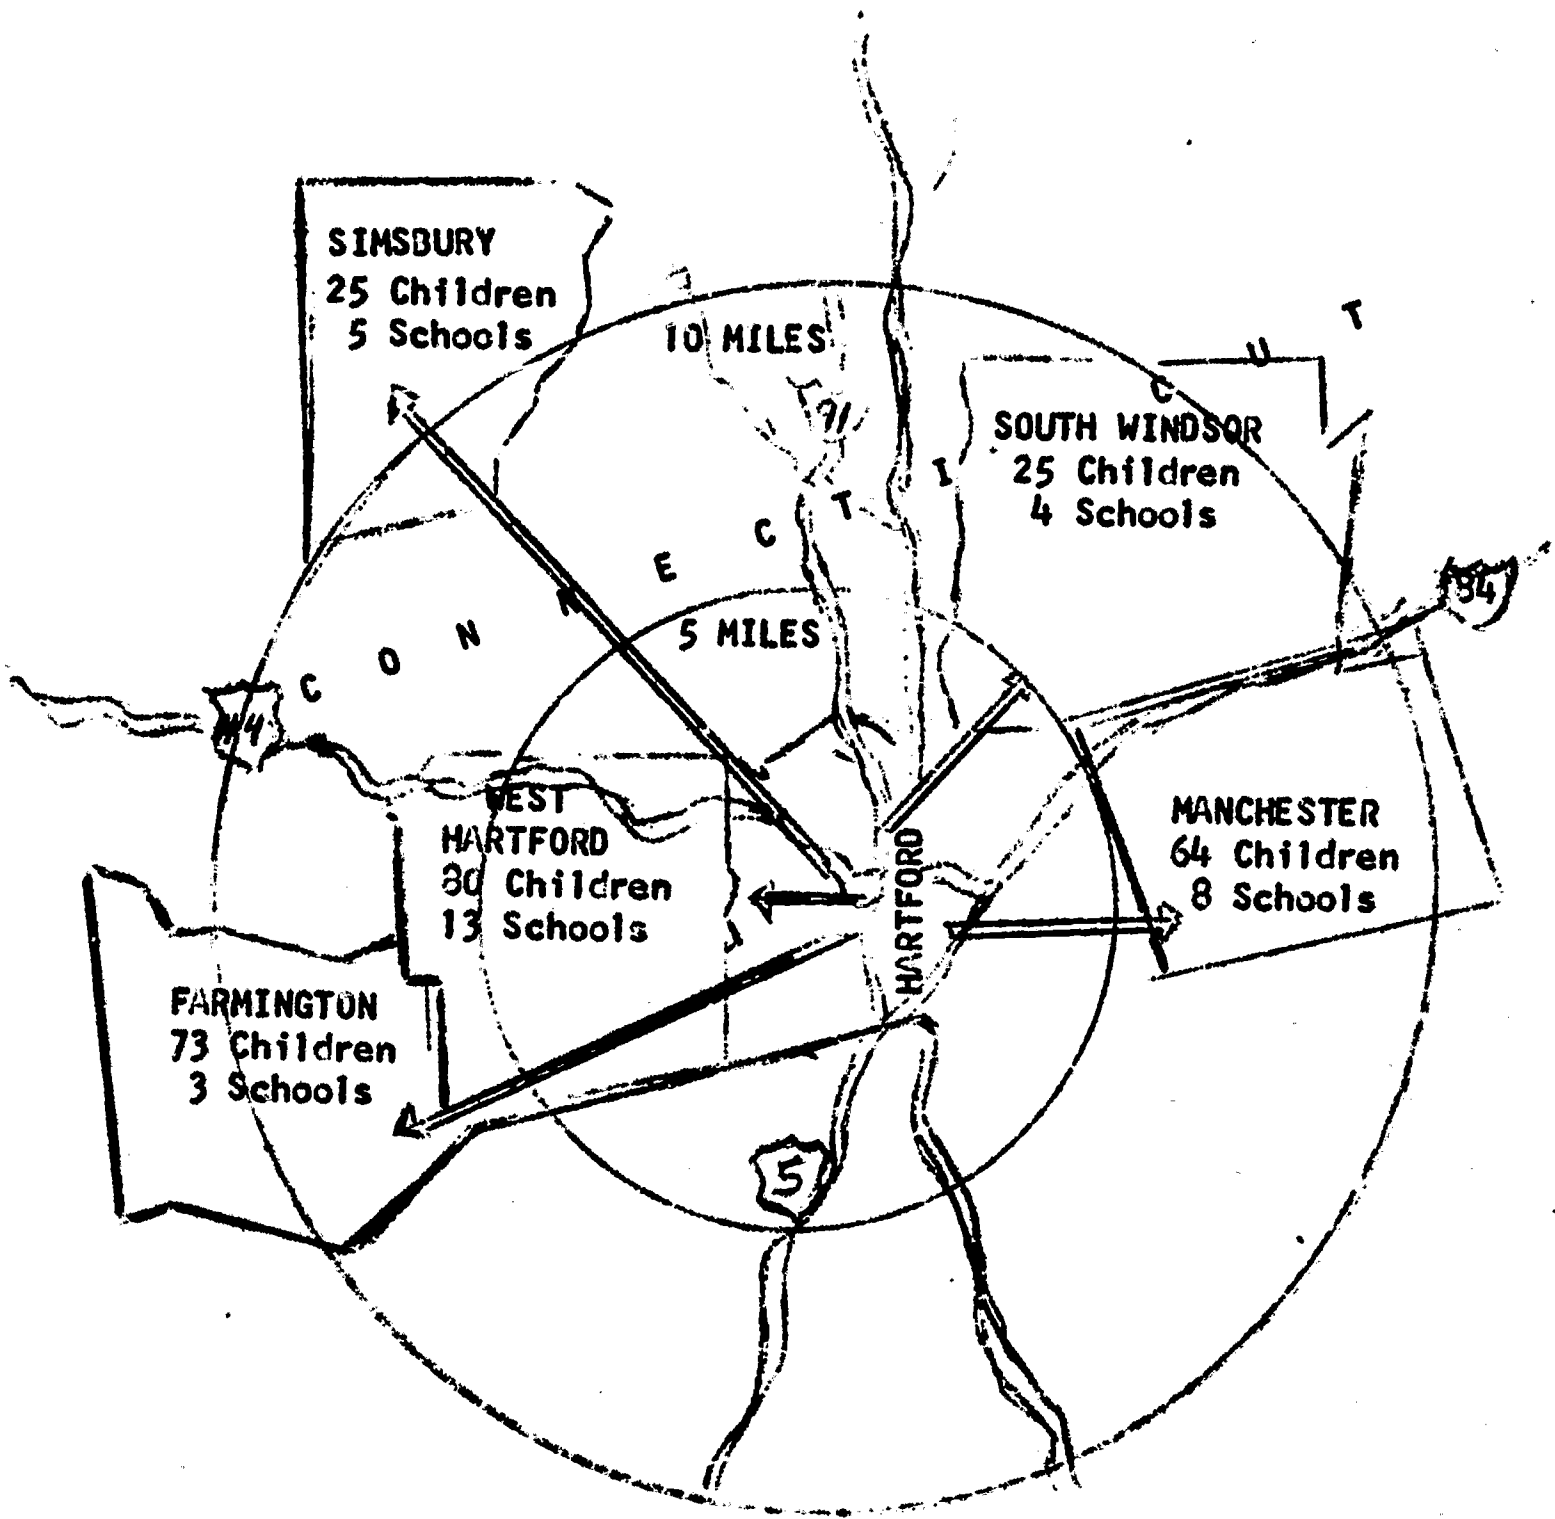 SIMSBURY
25 Children
5 Schools
10 MILES
91
SOUTH WINDSOR
25 Children
4 Schools
C O N N E C T I C U T
84
5 MILES
44
WEST
HARTFORD
80 Children
13 Schools
HARTFORD
MANCHESTER
64 Children
8 Schools
FARMINGTON
73 Children
3 Schools
5